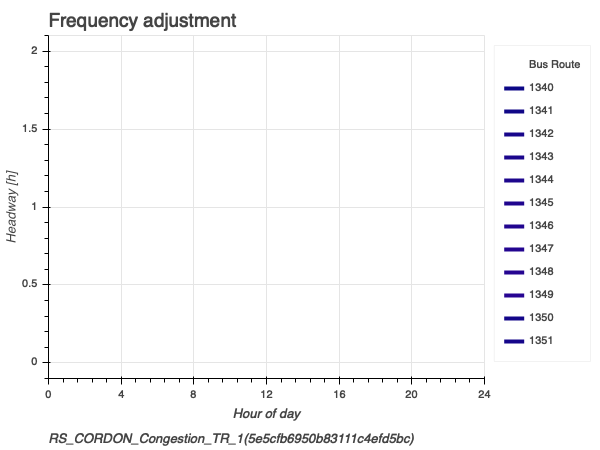 Frequency adjustment
2
1.5
1
0.5
0
Headway [h]
0 4 8 12 16 20 24
Hour of day
RS_CORDON_Congestion_TR_1(5e5cfb6950b83111c4efd5bc)
Bus Route
1340
1341
1342
1343
1344
1345
1346
1347
1348
1349
1350
1351